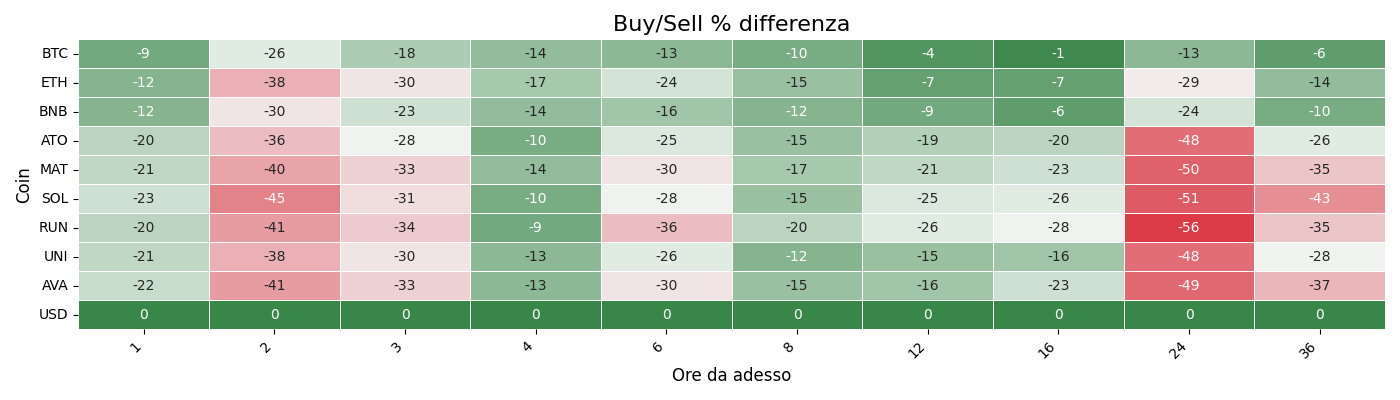 Buy/Sell % differenza
Coin
BTC -9 -26 -18 -14 -13 -10 -4 -1 -13 -6
ETH -12 -38 -30 -17 -24 -15 -7 -7 -29 -14
BNB -12 -30 -23 -14 -16 -12 -9 -6 -24 -10
ATO -20 -36 -28 -10 -25 -15 -19 -20 -48 -26
MAT -21 -40 -33 -14 -30 -17 -21 -23 -50 -35
SOL -23 -45 -31 -10 -28 -15 -25 -26 -51 -43
RUN -20 -41 -34 -9 -36 -20 -26 -28 -56 -35
UNI -21 -38 -30 -13 -26 -12 -15 -16 -48 -28
AVA -22 -41 -33 -13 -30 -15 -16 -23 -49 -37
USD 0 0 0 0 0 0 0 0 0 0
1 2 3 4 6 8 12 16 24 36
Ore da adesso